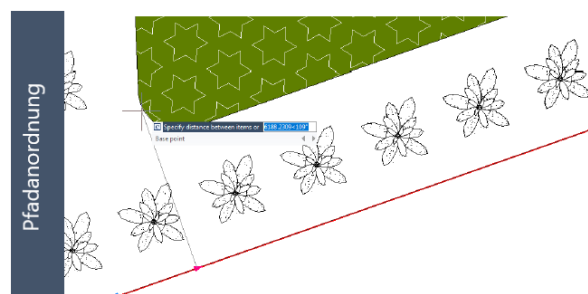 Pfadanordnung
Specify distance between items or
Base point